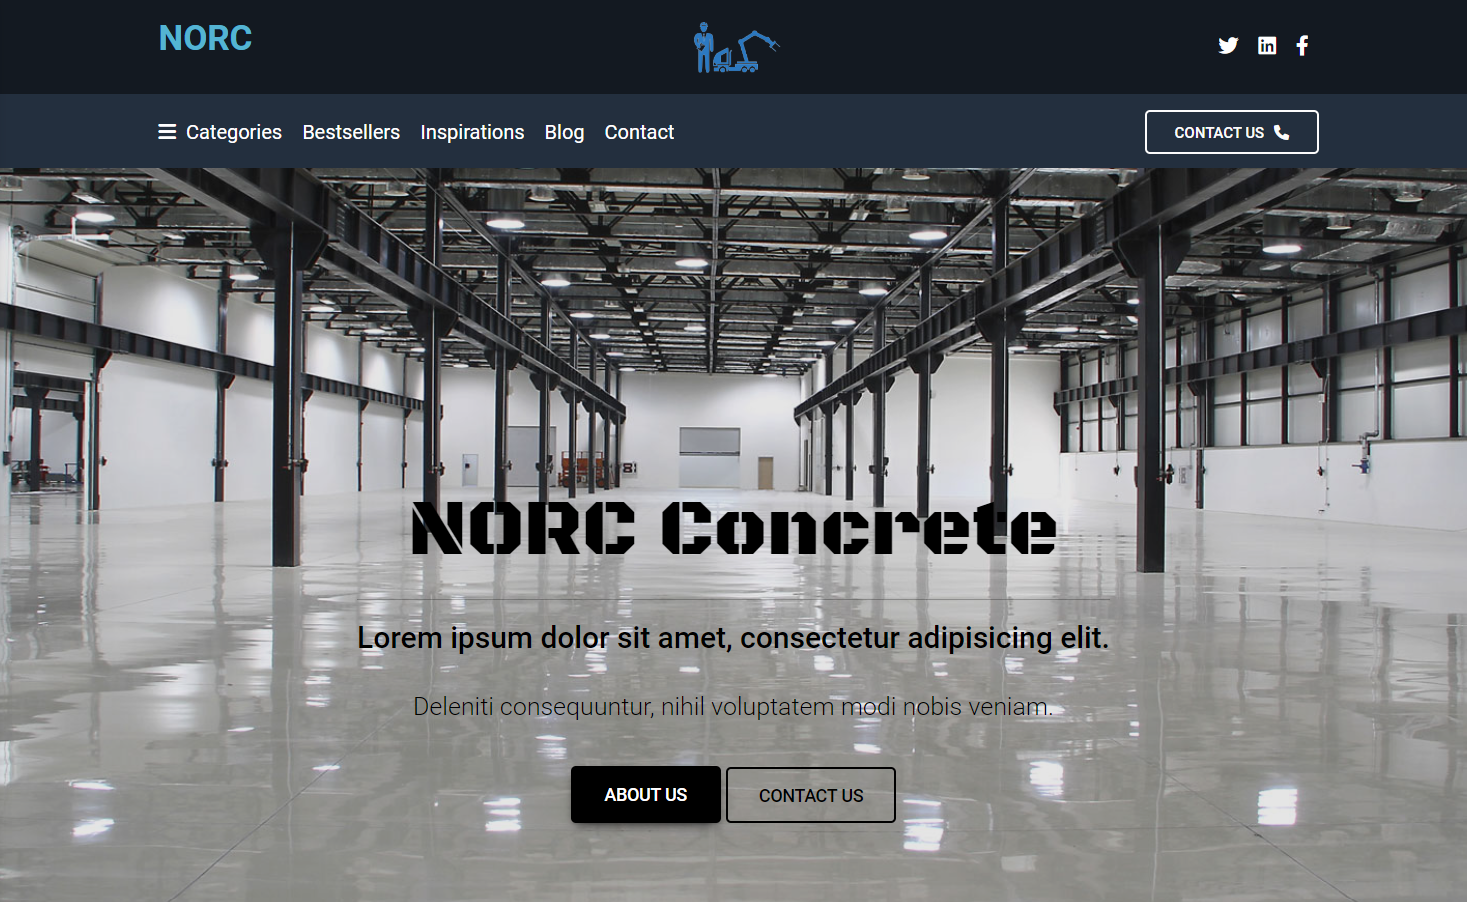 NORC
Categories Bestsellers Inspirations Blog Contact
CONTACT US
NORC Concrete
Lorem ipsum dolor sit amet, consectetur adipisicing elit.
Deleniti consequuntur, nihil voluptatem modi nobis veniam.
ABOUT US CONTACT US